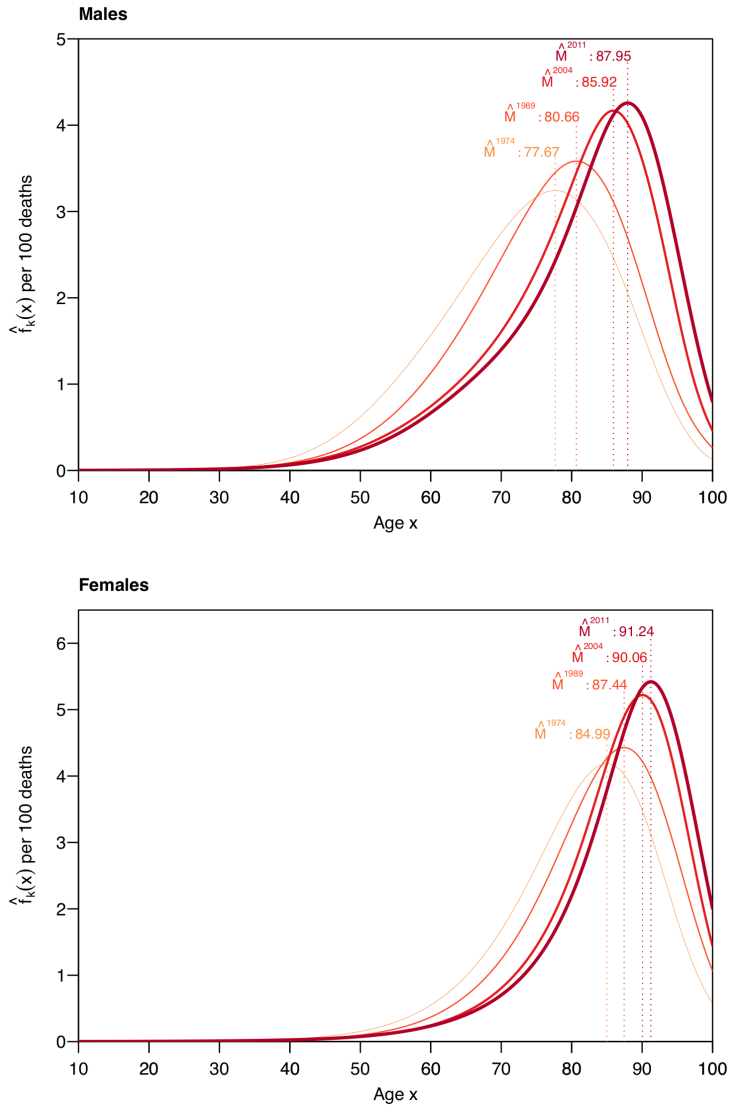 Males
M̂²⁰¹¹ : 87.95
M̂²⁰⁰⁴ : 85.92
M̂¹⁹⁸⁹ : 80.66
M̂¹⁹⁷⁴ : 77.67
5
4
3
2
1
0
f̂ₖ(x) per 100 deaths
10 20 30 40 50 60 70 80 90 100
Age x
Females
M̂²⁰¹¹ : 91.24
M̂²⁰⁰⁴ : 90.06
M̂¹⁹⁸⁹ : 87.44
M̂¹⁹⁷⁴ : 84.99
6
5
4
3
2
1
0
f̂ₖ(x) per 100 deaths
10 20 30 40 50 60 70 80 90 100
Age x